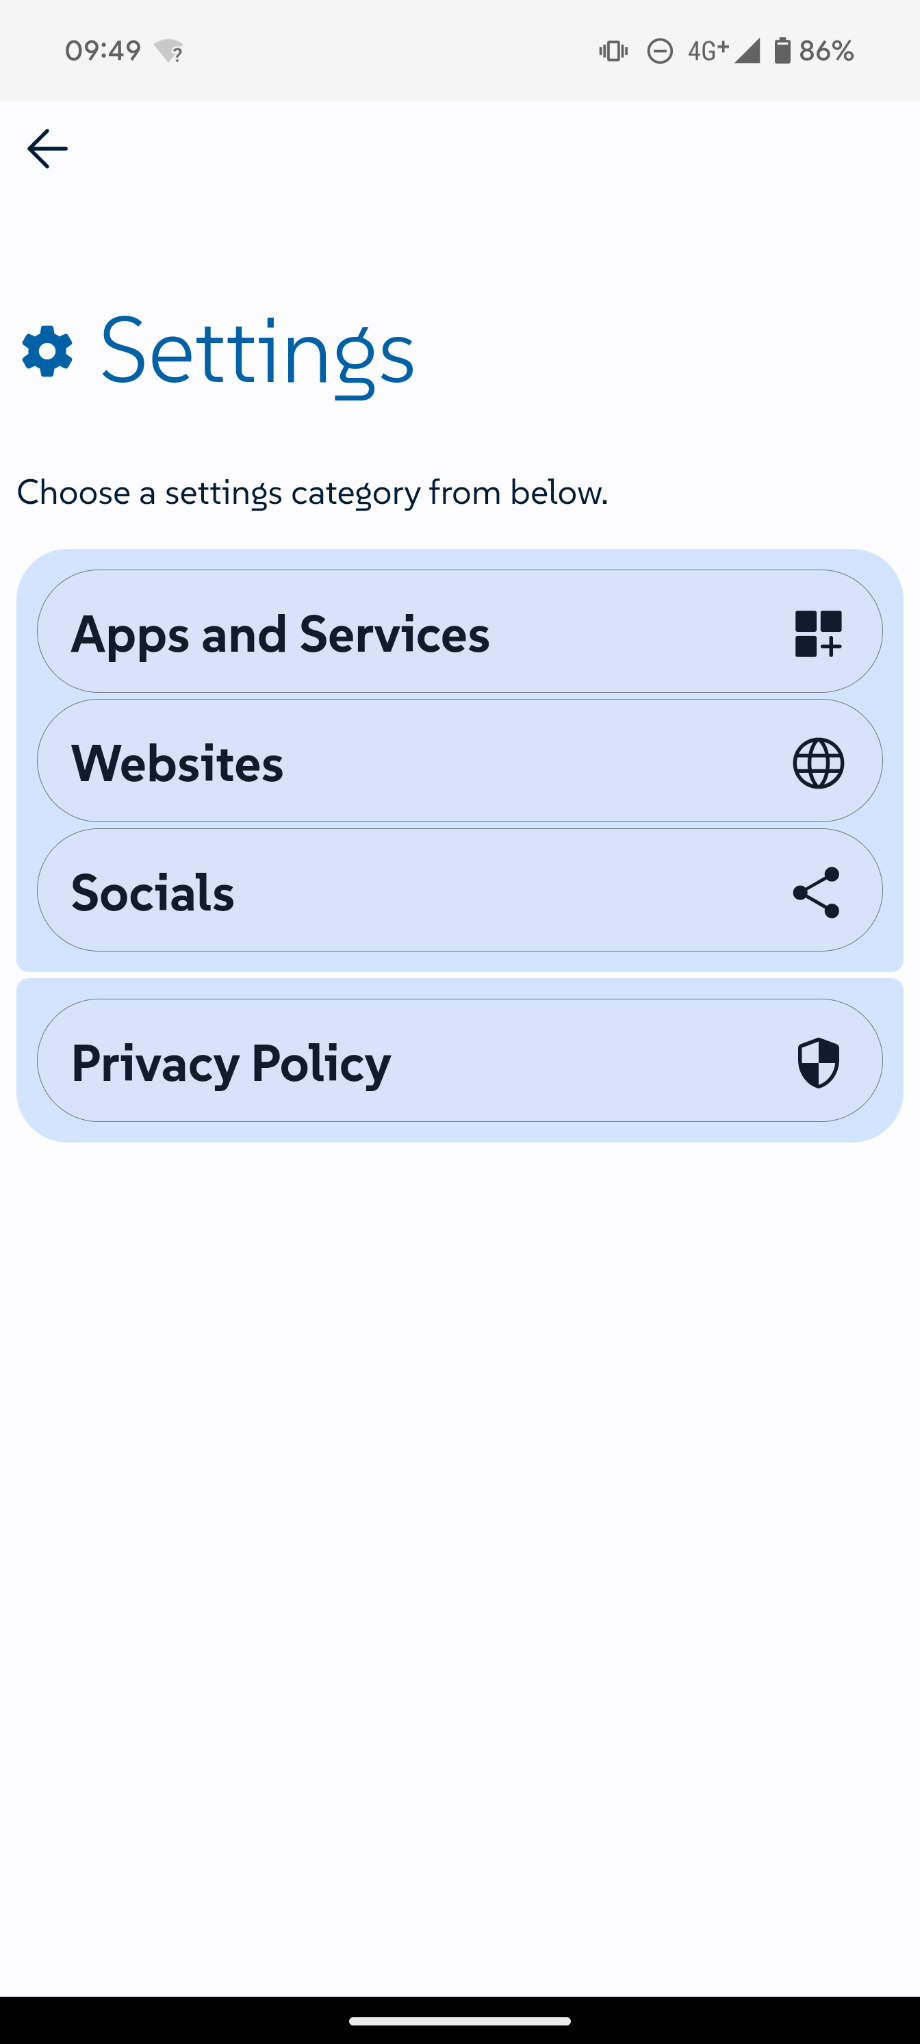 09:49 4G+ 86%
Settings
Choose a settings category from below.
Apps and Services
Websites
Socials
Privacy Policy